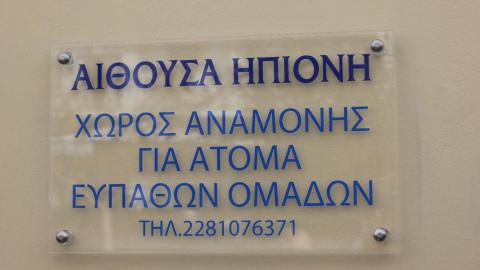 ΑΙΘΟΥΣΑ ΗΠΙΟΝΗ
ΧΩΡΟΣ ΑΝΑΜΟΝΗΣ
ΓΙΑ ΑΤΟΜΑ
ΕΥΠΑΘΩΝ ΟΜΑΔΩΝ
ΤΗΛ.2281076371